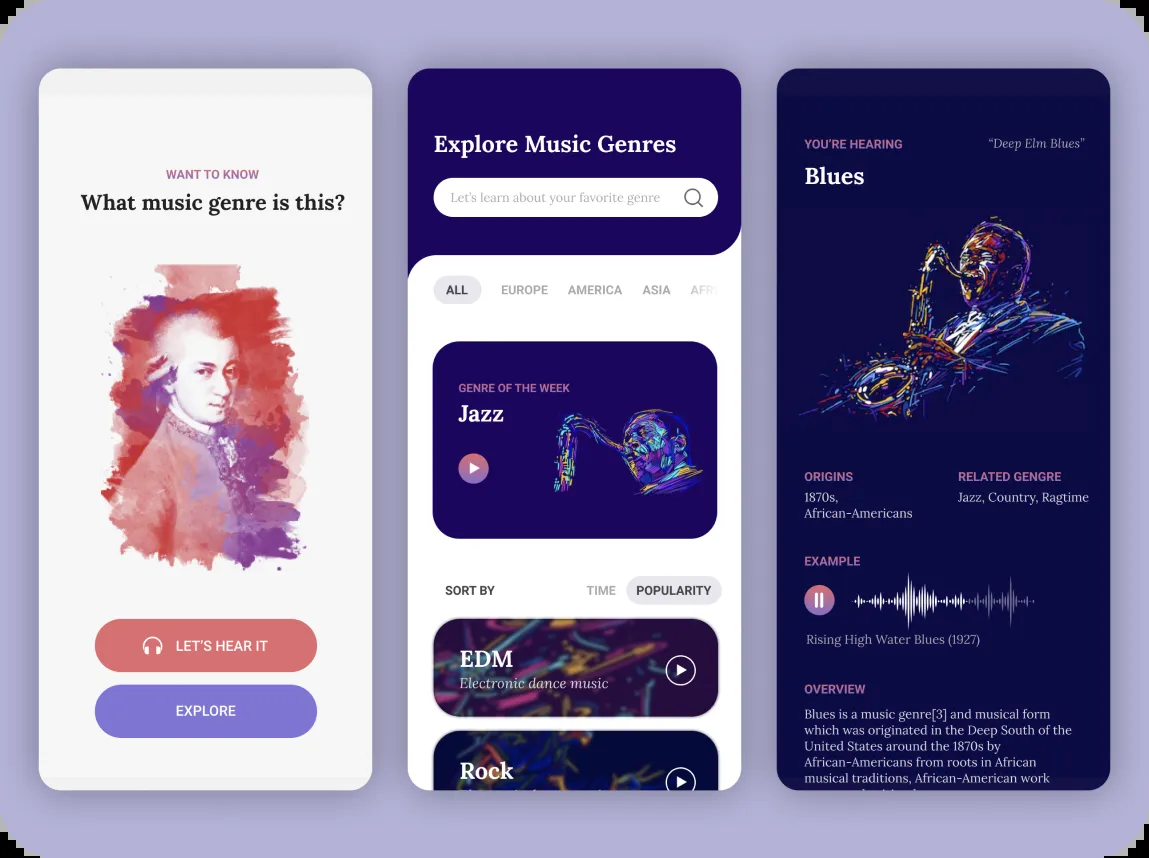 WANT TO KNOW
What music genre is this?
LET'S HEAR IT
EXPLORE
Explore Music Genres
Let's learn about your favorite genre
ALL EUROPE AMERICA ASIA
GENRE OF THE WEEK
Jazz
SORT BY TIME POPULARITY
EDM
Electronic dance music
Rock
YOU'RE HEARING “Deep Elm Blues”
Blues
ORIGINS
1870s,
African-Americans
RELATED GENGRE
Jazz, Country, Ragtime
EXAMPLE
Rising High Water Blues (1927)
OVERVIEW
Blues is a music genre[3] and musical form
which was originated in the Deep South of the
United States around the 1870s by
African-Americans from roots in African
musical traditions, African-American work